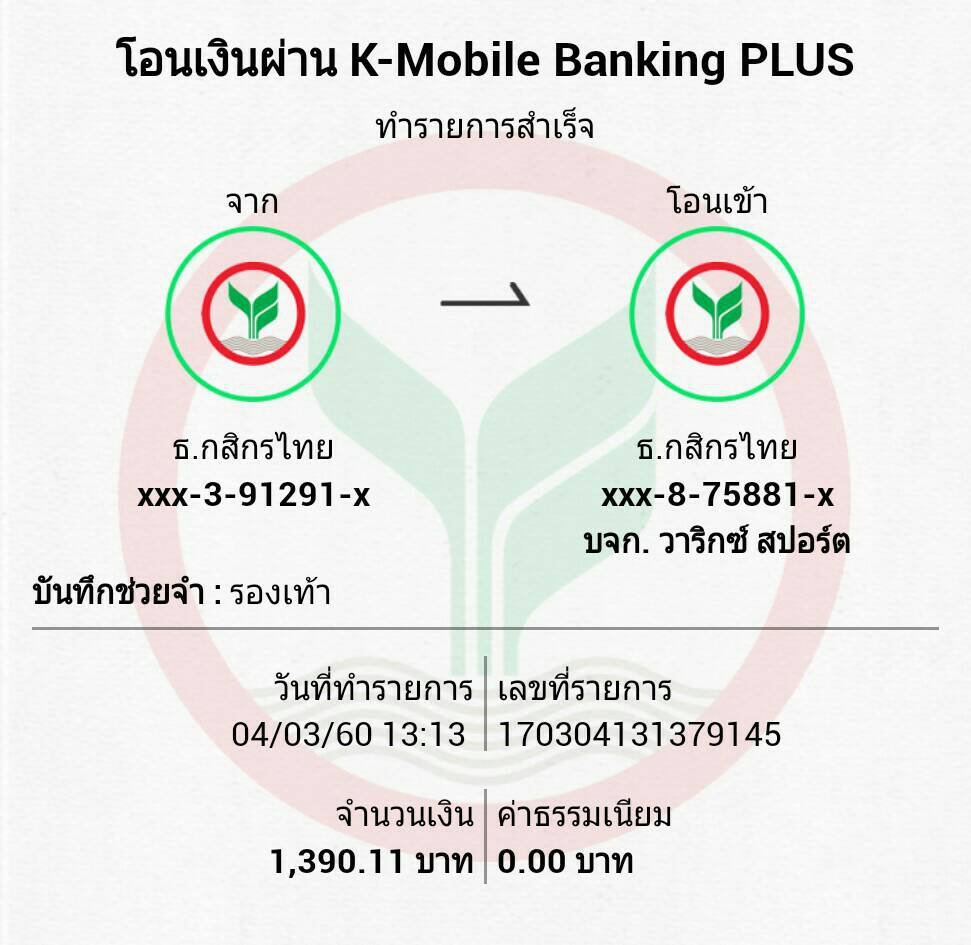 โอนเงินผ่าน K-Mobile Banking PLUS
ทำรายการสำเร็จ
จาก
โอนเข้า
ธ.กสิกรไทย
ธ.กสิกรไทย
xxx-3-91291-x
xxx-8-75881-x
บจก. วาริกซ์ สปอร์ต
บันทึกช่วยจำ : รองเท้า
วันที่ทำรายการ
เลขที่รายการ
04/03/60 13:13
170304131379145
จำนวนเงิน
ค่าธรรมเนียม
1,390.11 บาท
0.00 บาท